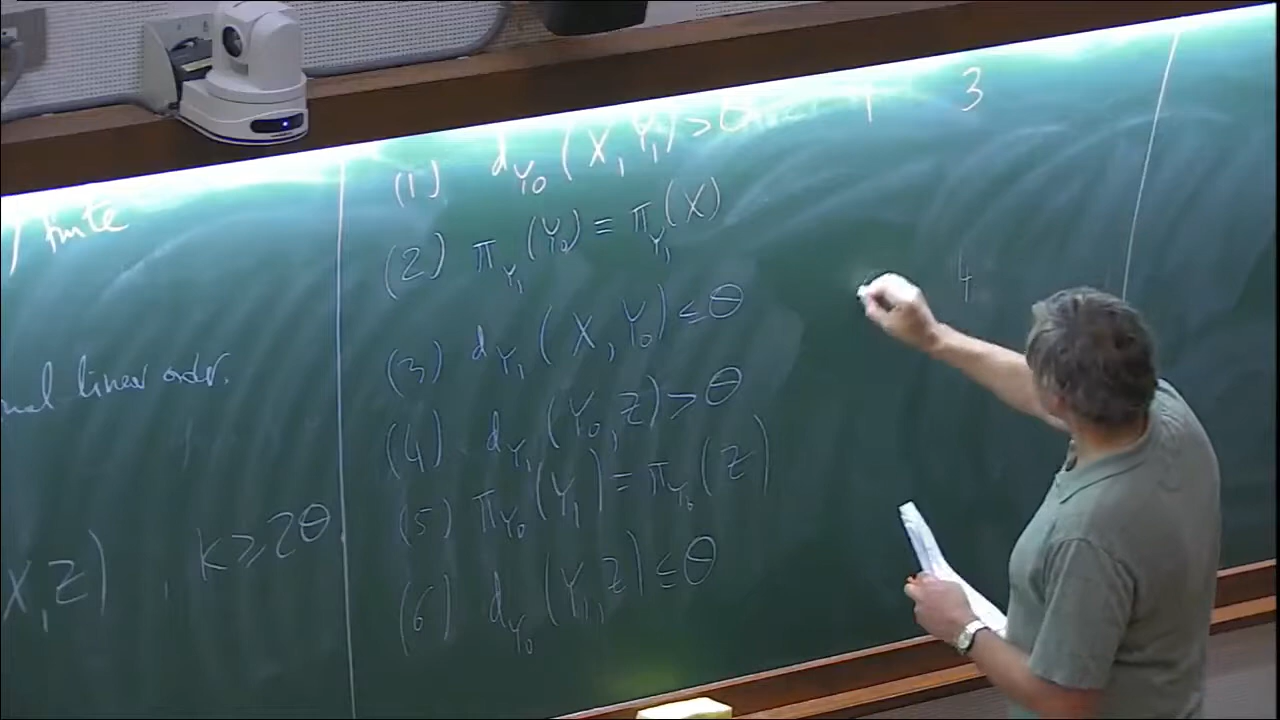 ) finite
nal linear order.
X, Z) , K ≥ 2θ
(1) d_{Y_0} (X, Y_1) > θ
(2) π_{Y_1} (Y_0) = π_{Y_1} (X)
(3) d_{Y_1} (X, Y_0) ≤ θ
(4) d_{Y_1} (Y_0, Z) > θ
(5) π_{Y_0} (Y_1) = π_{Y_0} (Z)
(6) d_{Y_0} (Y_1, Z) ≤ θ
1 3
4